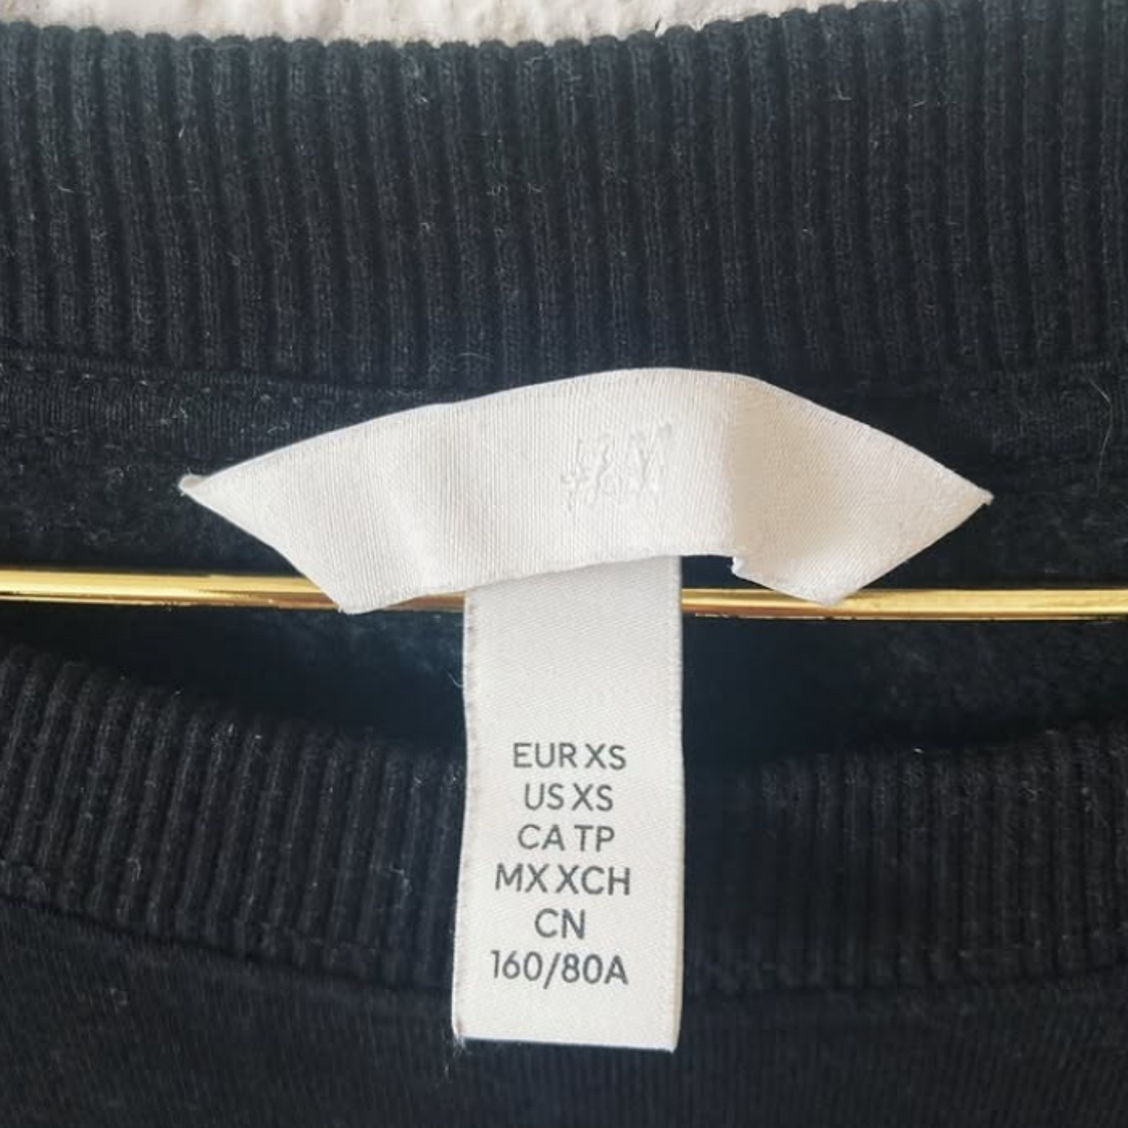 H&M
EUR XS
US XS
CA TP
MX XCH
CN
160/80A